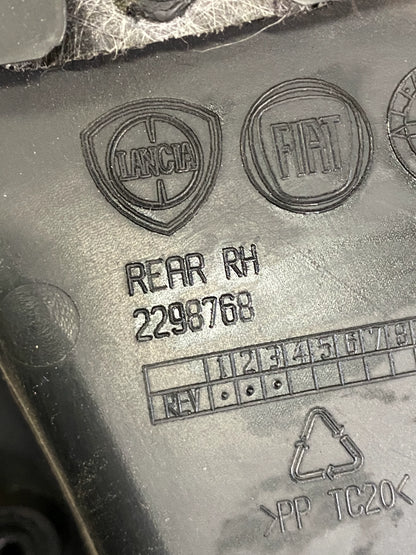 LANCIA FIAT
REAR RH
2298768
1 2 3 4 5 6 7 8
REV
>PP TC20<